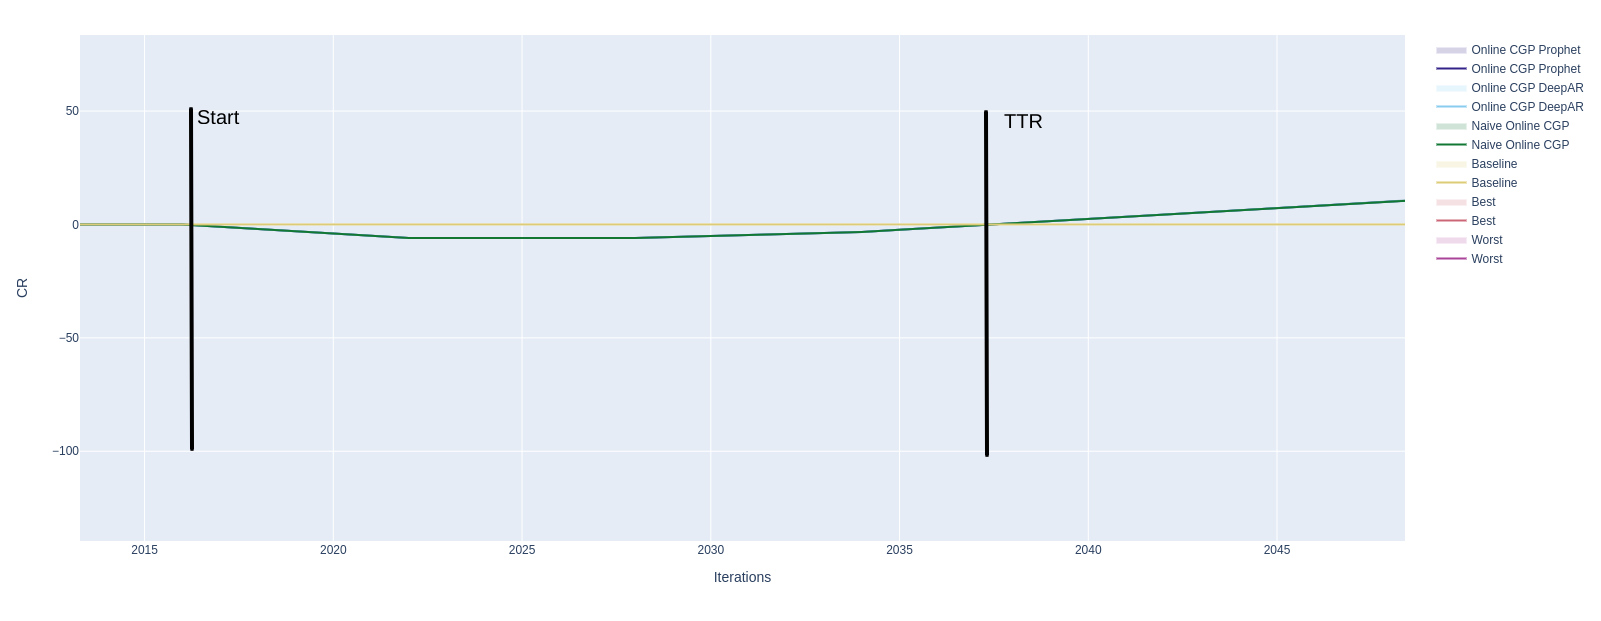 Start
TTR
50
0
−50
−100
CR
2015
2020
2025
2030
2035
2040
2045
Iterations
Online CGP Prophet
Online CGP Prophet
Online CGP DeepAR
Online CGP DeepAR
Naive Online CGP
Naive Online CGP
Baseline
Baseline
Best
Best
Worst
Worst